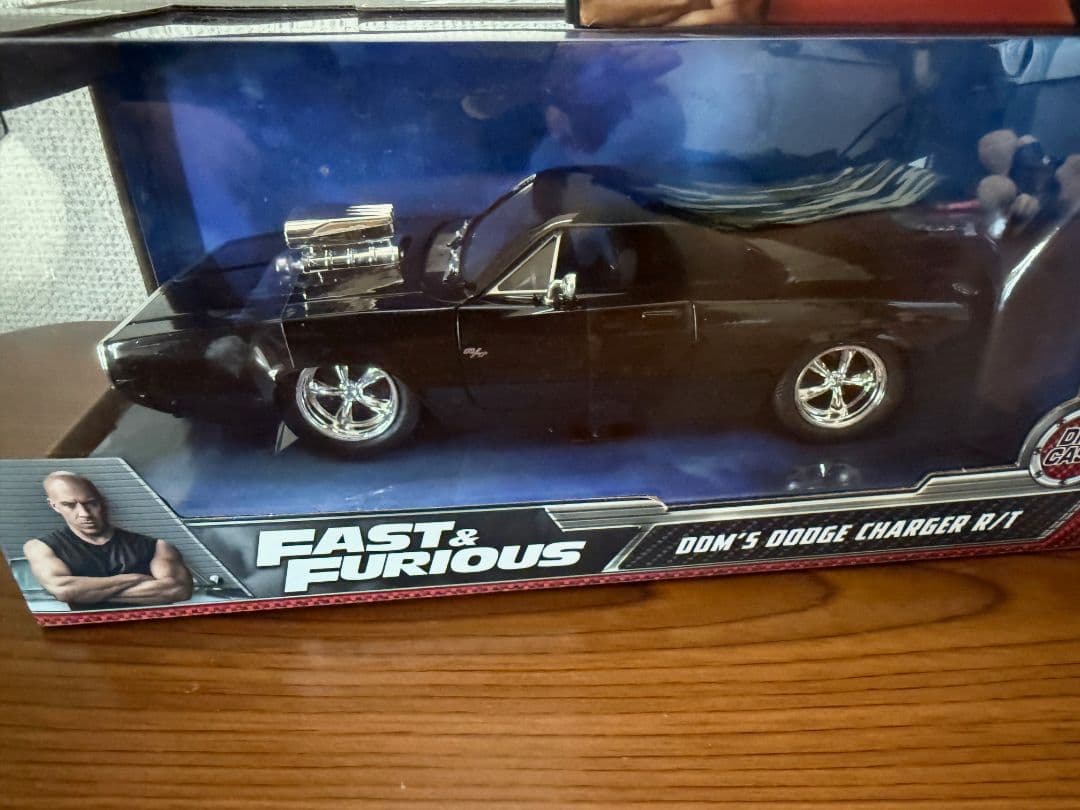 R/T
FAST &
FURIOUS
DOM'S DODGE CHARGER R/T